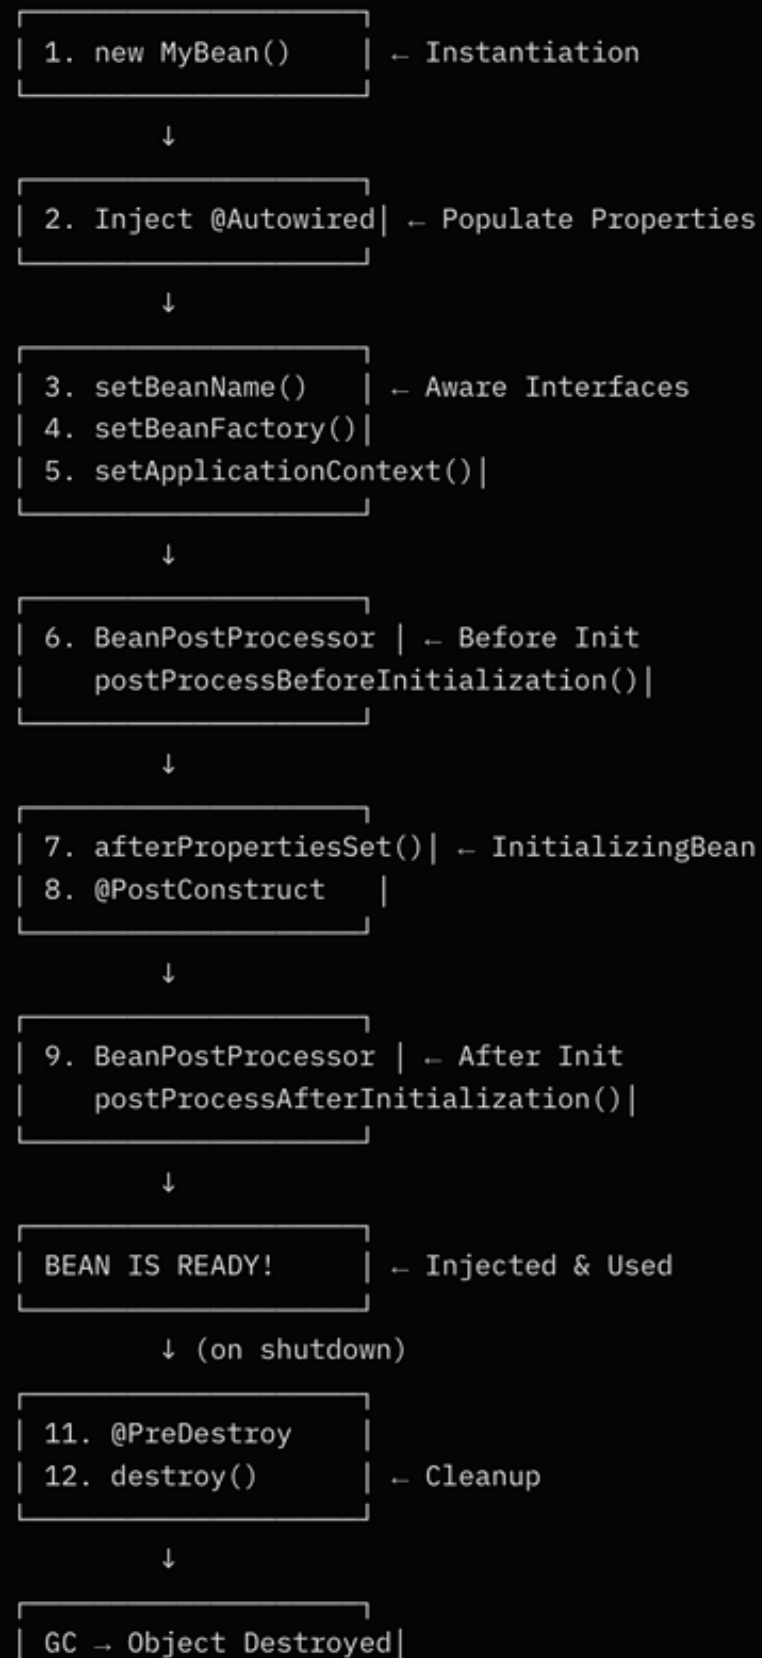 1. new MyBean() ← Instantiation
↓
2. Inject @Autowired ← Populate Properties
↓
3. setBeanName() ← Aware Interfaces
4. setBeanFactory()
5. setApplicationContext()
↓
6. BeanPostProcessor ← Before Init
postProcessBeforeInitialization()
↓
7. afterPropertiesSet() ← InitializingBean
8. @PostConstruct
↓
9. BeanPostProcessor ← After Init
postProcessAfterInitialization()
↓
BEAN IS READY! ← Injected & Used
↓ (on shutdown)
11. @PreDestroy
12. destroy() ← Cleanup
↓
GC → Object Destroyed